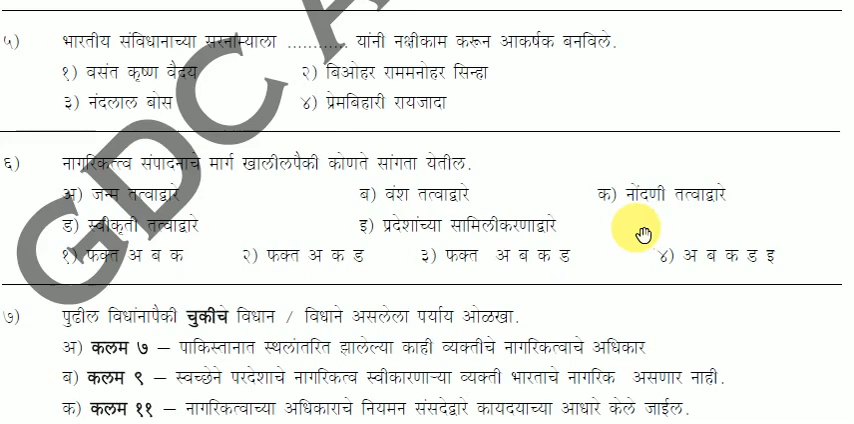 ५) भारतीय संविधानाच्या सरनाम्याला ............ यांनी नक्षीकाम करून आकर्षक बनविले.
१) वसंत कृष्ण वैदय २) बिओहर राममनोहर सिन्हा
३) नंदलाल बोस ४) प्रेमबिहारी रायजादा
६) नागरिकत्त्व संपादनाचे मार्ग खालीलपैकी कोणते सांगता येतील.
अ) जन्म तत्वाद्वारे ब) वंश तत्वाद्वारे क) नोंदणी तत्वाद्वारे
ड) स्वीकृती तत्वाद्वारे इ) प्रदेशांच्या सामिलीकरणाद्वारे
१) फक्त अ ब क २) फक्त अ क ड ३) फक्त अ ब क ड ४) अ ब क ड इ
७) पुढील विधांनापैकी चुकीचे विधान / विधाने असलेला पर्याय ओळखा.
अ) कलम ७ – पाकिस्तानात स्थलांतरित झालेल्या काही व्यक्तीचे नागरिकत्वाचे अधिकार
ब) कलम ९ – स्वच्छेने परदेशाचे नागरिकत्व स्वीकारणाऱ्या व्यक्ती भारताचे नागरिक असणार नाही.
क) कलम ११ – नागरिकत्वाच्या अधिकाराचे नियमन संसदेद्वारे कायदयाच्या आधारे केले जाईल.
GDC A